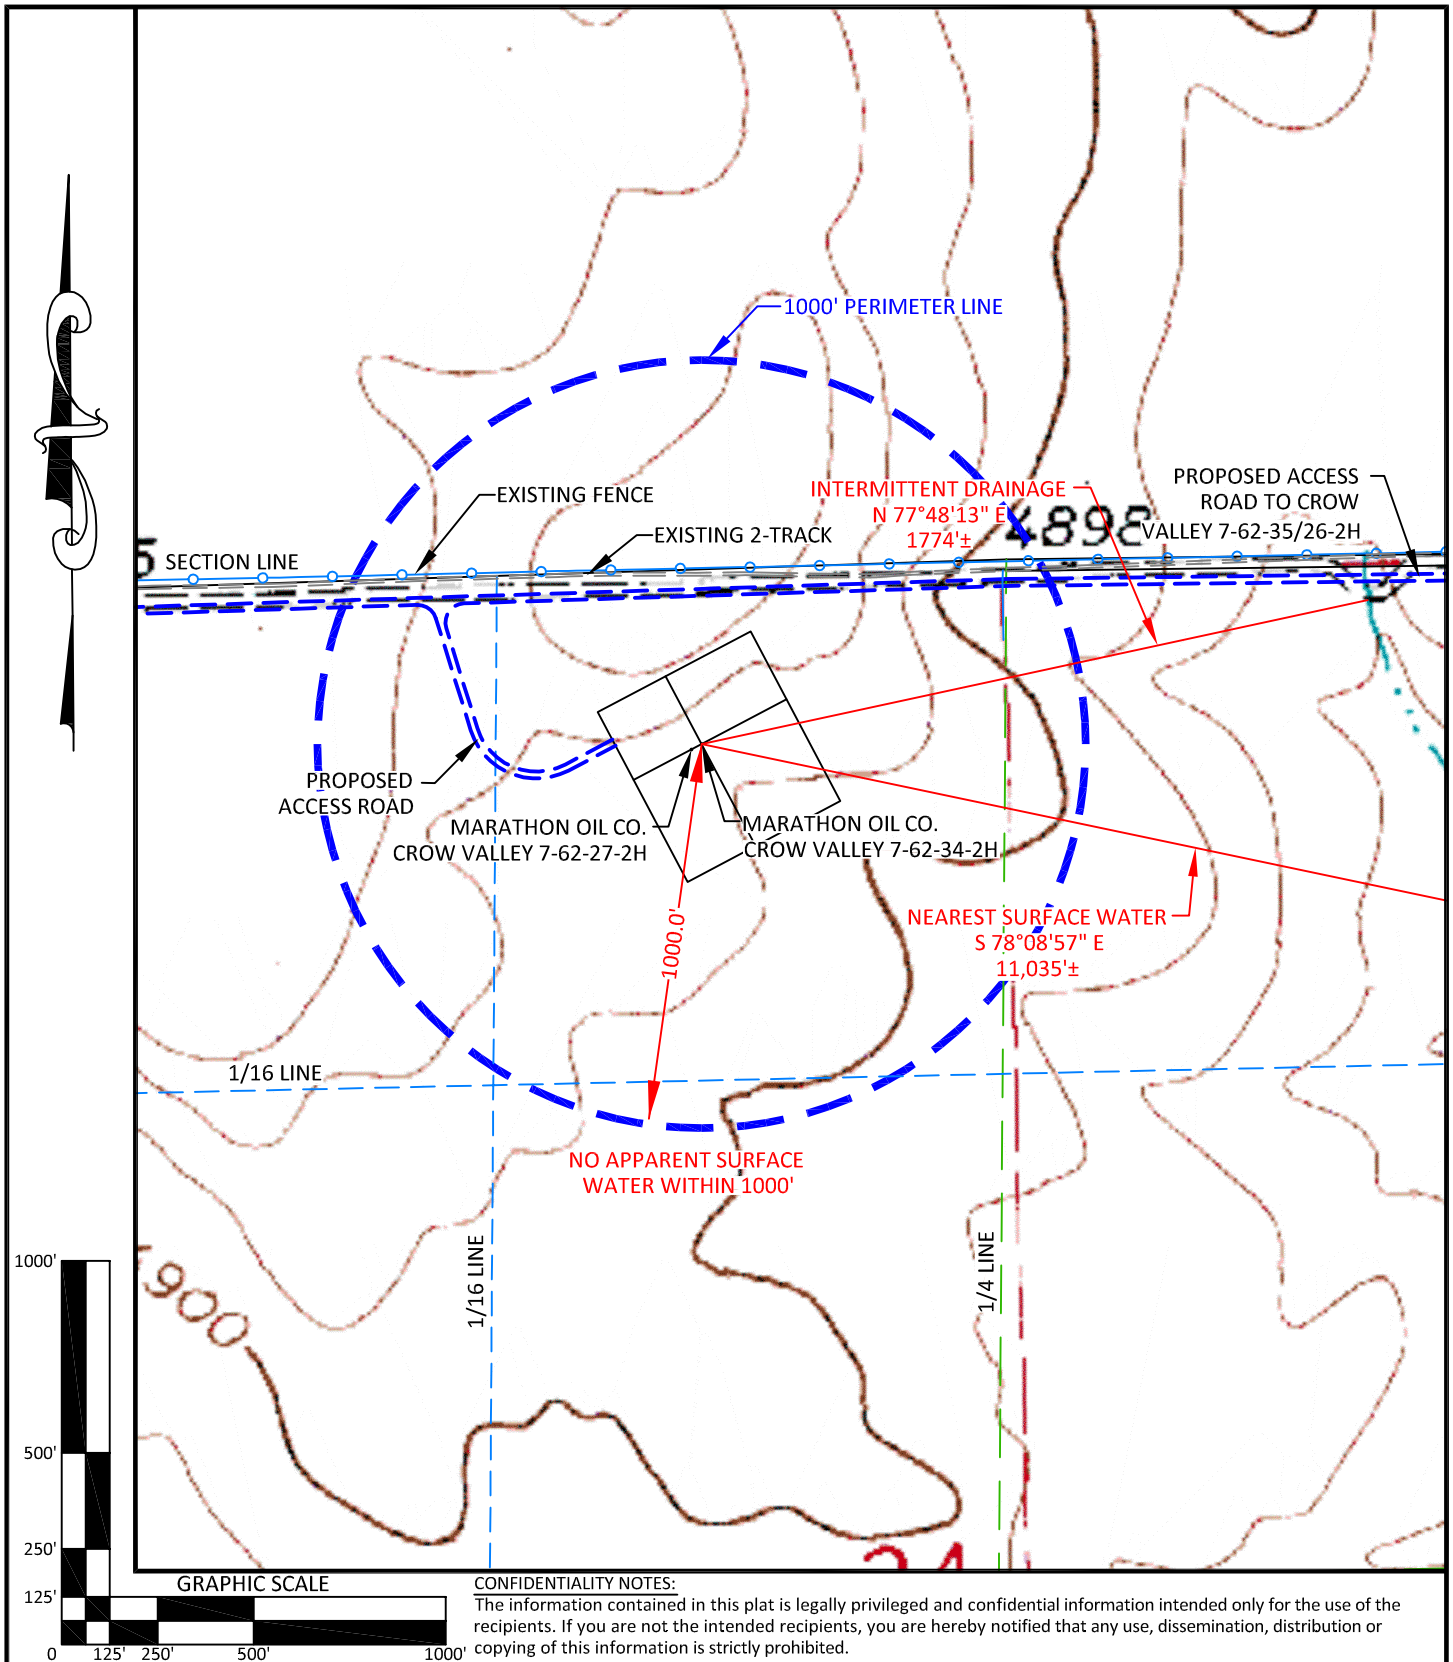 1000' PERIMETER LINE
EXISTING FENCE
EXISTING 2-TRACK
INTERMITTENT DRAINAGE
N 77°48'13" E
1774'±
PROPOSED ACCESS
ROAD TO CROW
VALLEY 7-62-35/26-2H
4898
5
SECTION LINE
PROPOSED
ACCESS ROAD
MARATHON OIL CO.
CROW VALLEY 7-62-27-2H
MARATHON OIL CO.
CROW VALLEY 7-62-34-2H
NEAREST SURFACE WATER
S 78°08'57" E
11,035'±
1000.0'
1/16 LINE
NO APPARENT SURFACE
WATER WITHIN 1000'
1/16 LINE
1/4 LINE
4900
34
1000'
500'
250'
125'
GRAPHIC SCALE
0 125' 250' 500' 1000'
CONFIDENTIALITY NOTES:
The information contained in this plat is legally privileged and confidential information intended only for the use of the
recipients. If you are not the intended recipients, you are hereby notified that any use, dissemination, distribution or
copying of this information is strictly prohibited.